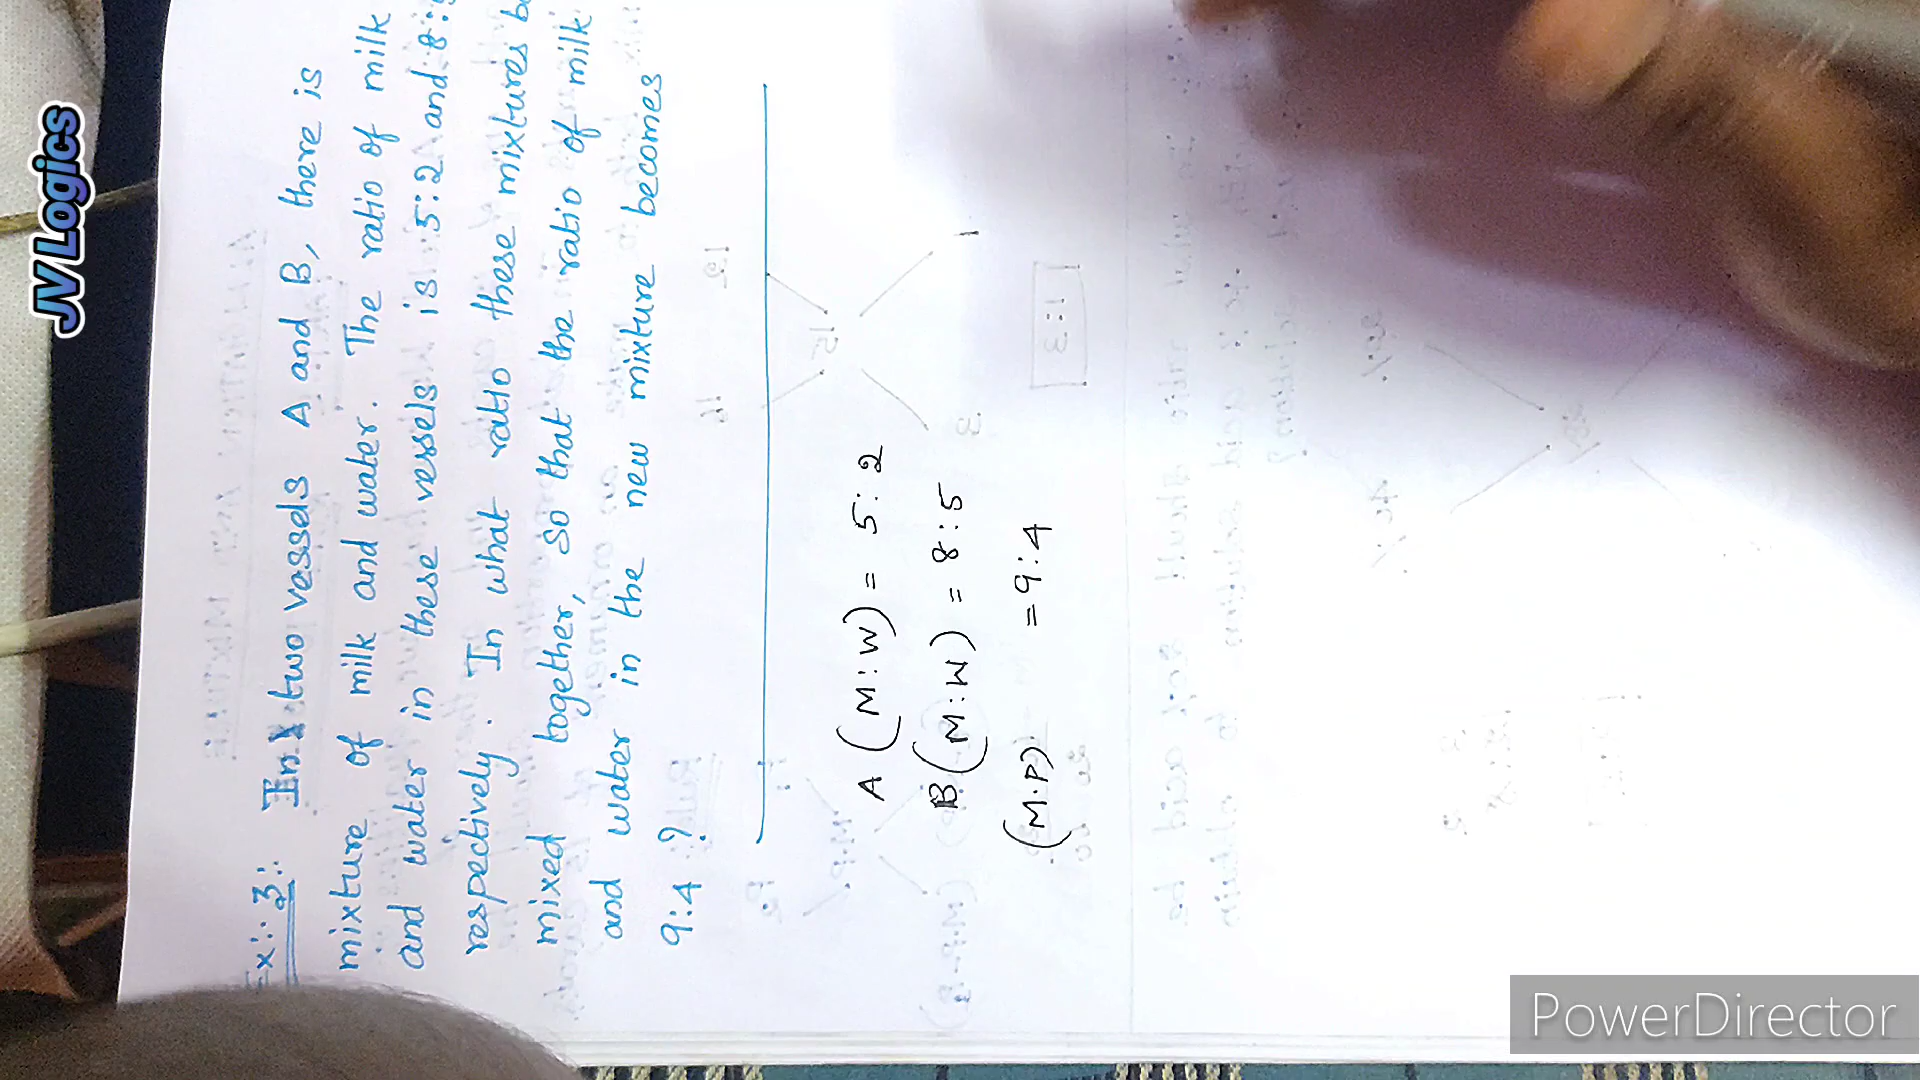 JV Logics
Ex:-3: In two vessels A and B, there is
mixture of milk and water. The ratio of milk
and water in these vessels is 5:2 and 8:5
respectively. In what ratio these mixtures be
mixed together, so that the ratio of milk
and water in the new mixture becomes
9:4 ?
A (M:W) = 5:2
B (M:W) = 8:5
(M.P) = 9:4
PowerDirector